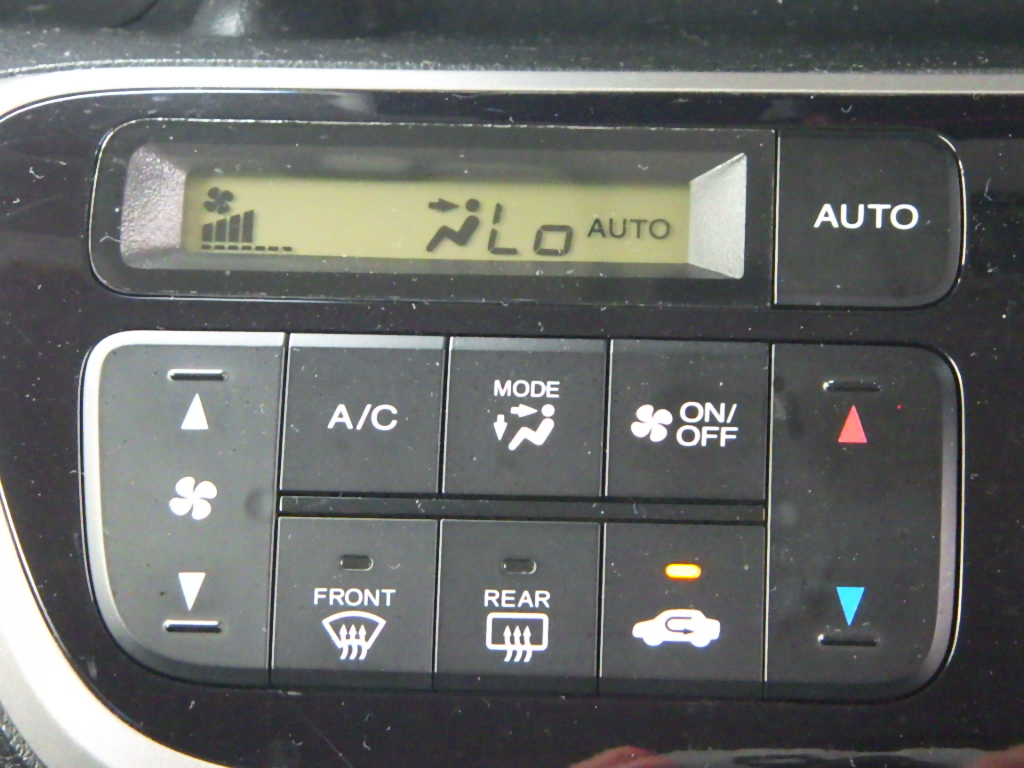 Lo AUTO
AUTO
A/C
MODE
ON/
OFF
FRONT
REAR